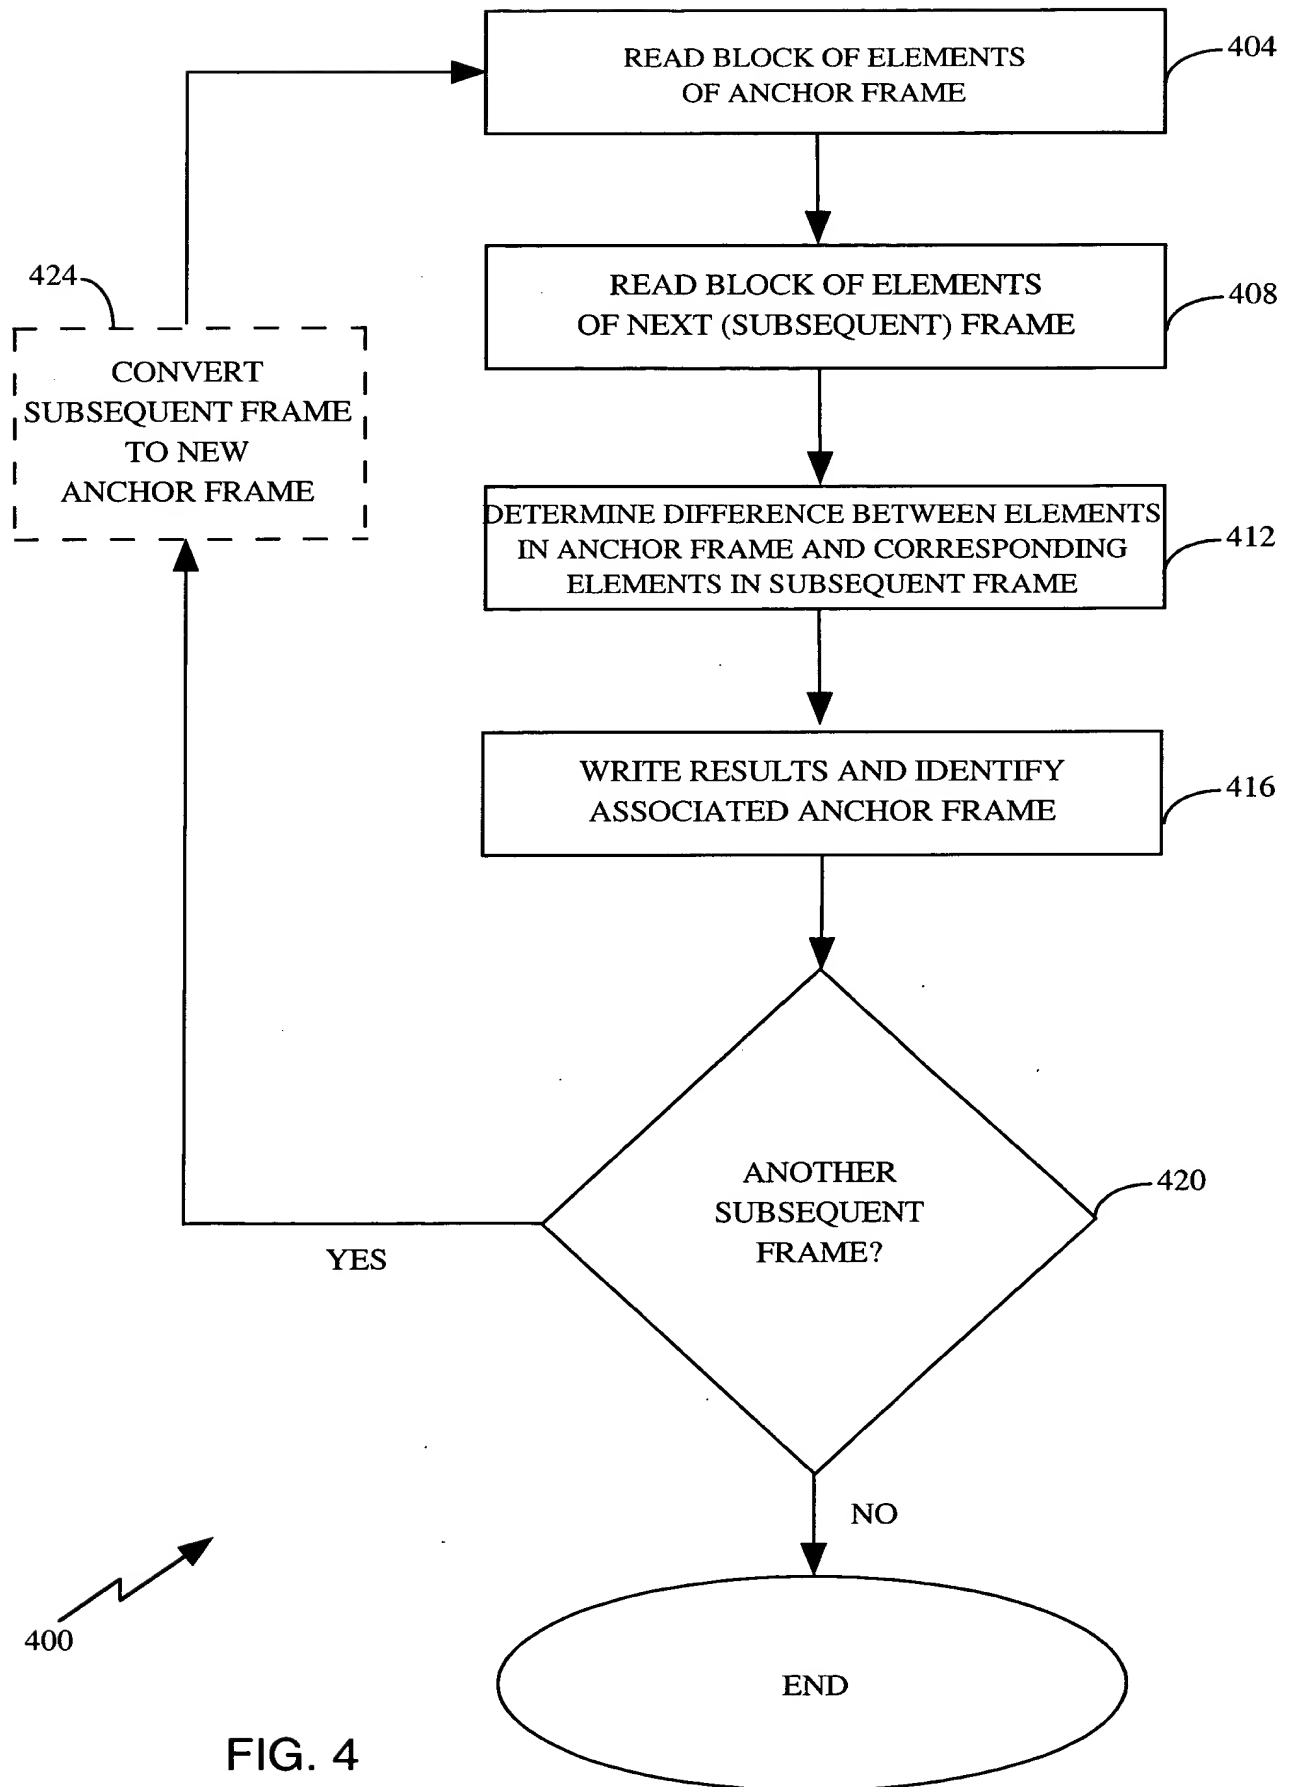 READ BLOCK OF ELEMENTS
OF ANCHOR FRAME
404
READ BLOCK OF ELEMENTS
OF NEXT (SUBSEQUENT) FRAME
408
424
CONVERT
SUBSEQUENT FRAME
TO NEW
ANCHOR FRAME
DETERMINE DIFFERENCE BETWEEN ELEMENTS
IN ANCHOR FRAME AND CORRESPONDING
ELEMENTS IN SUBSEQUENT FRAME
412
WRITE RESULTS AND IDENTIFY
ASSOCIATED ANCHOR FRAME
416
ANOTHER
SUBSEQUENT
FRAME?
420
YES
NO
400
END
FIG. 4